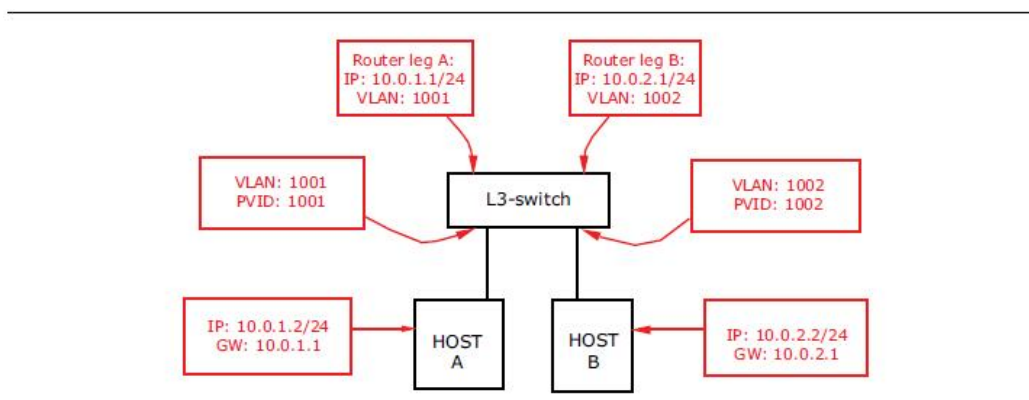 Router leg A:
IP: 10.0.1.1/24
VLAN: 1001
Router leg B:
IP: 10.0.2.1/24
VLAN: 1002
VLAN: 1001
PVID: 1001
L3-switch
VLAN: 1002
PVID: 1002
IP: 10.0.1.2/24
GW: 10.0.1.1
HOST
A
HOST
B
IP: 10.0.2.2/24
GW: 10.0.2.1